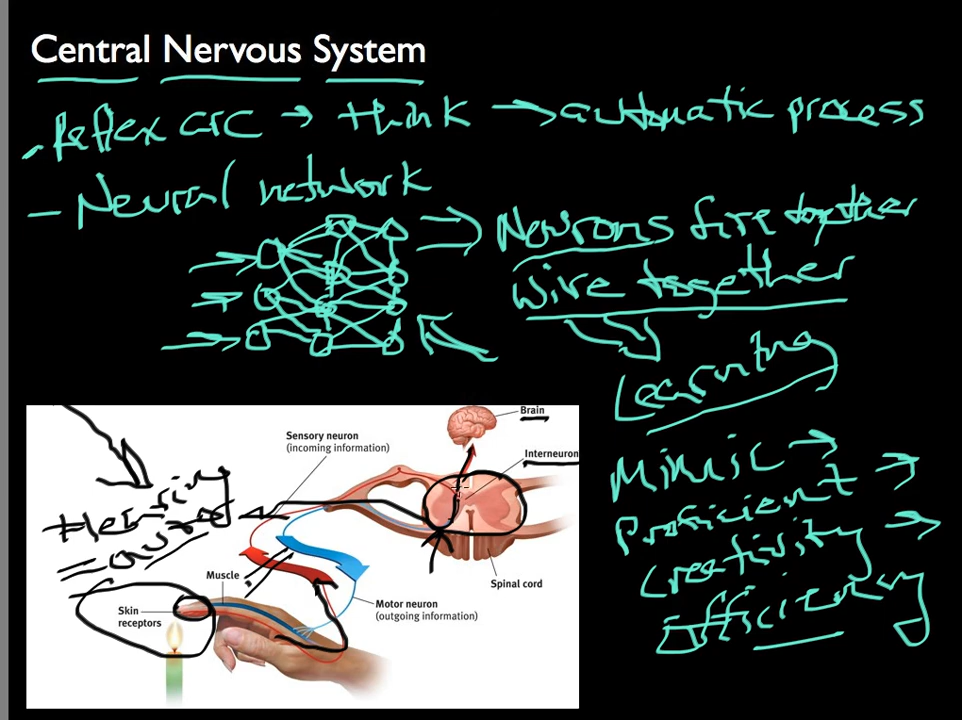 Central Nervous System
- Reflex arc → think → automatic process
- Neural network
⇒ Neurons fire together
wire together
Learning
Mimic →
Proficient →
Creativity →
Efficiency
Brain
Interneuron
Sensory neuron
(incoming information)
Muscle
Skin
receptors
Spinal cord
Motor neuron
(outgoing information)